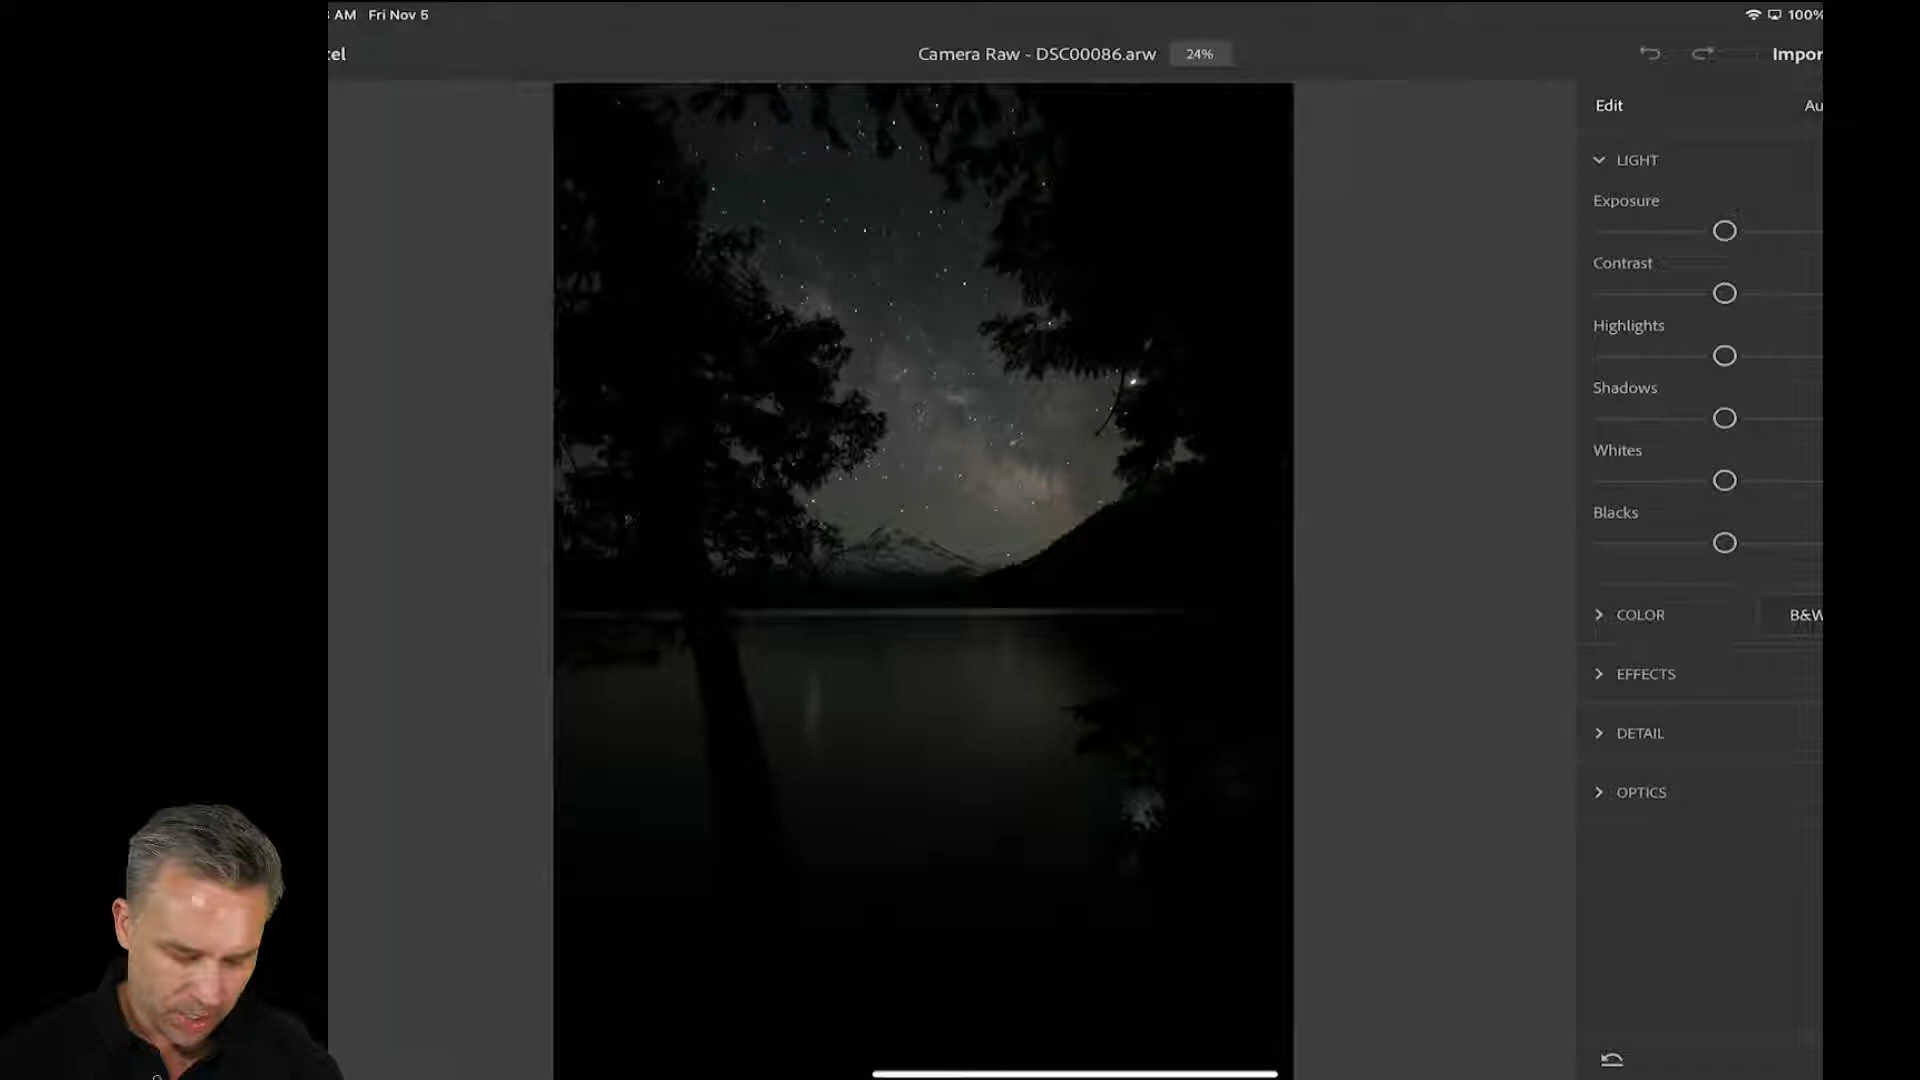 AM Fri Nov 5
100%
Camera Raw - DSC00086.arw 24%
Edit
LIGHT
Exposure
Contrast
Highlights
Shadows
Whites
Blacks
COLOR B&W
EFFECTS
DETAIL
OPTICS